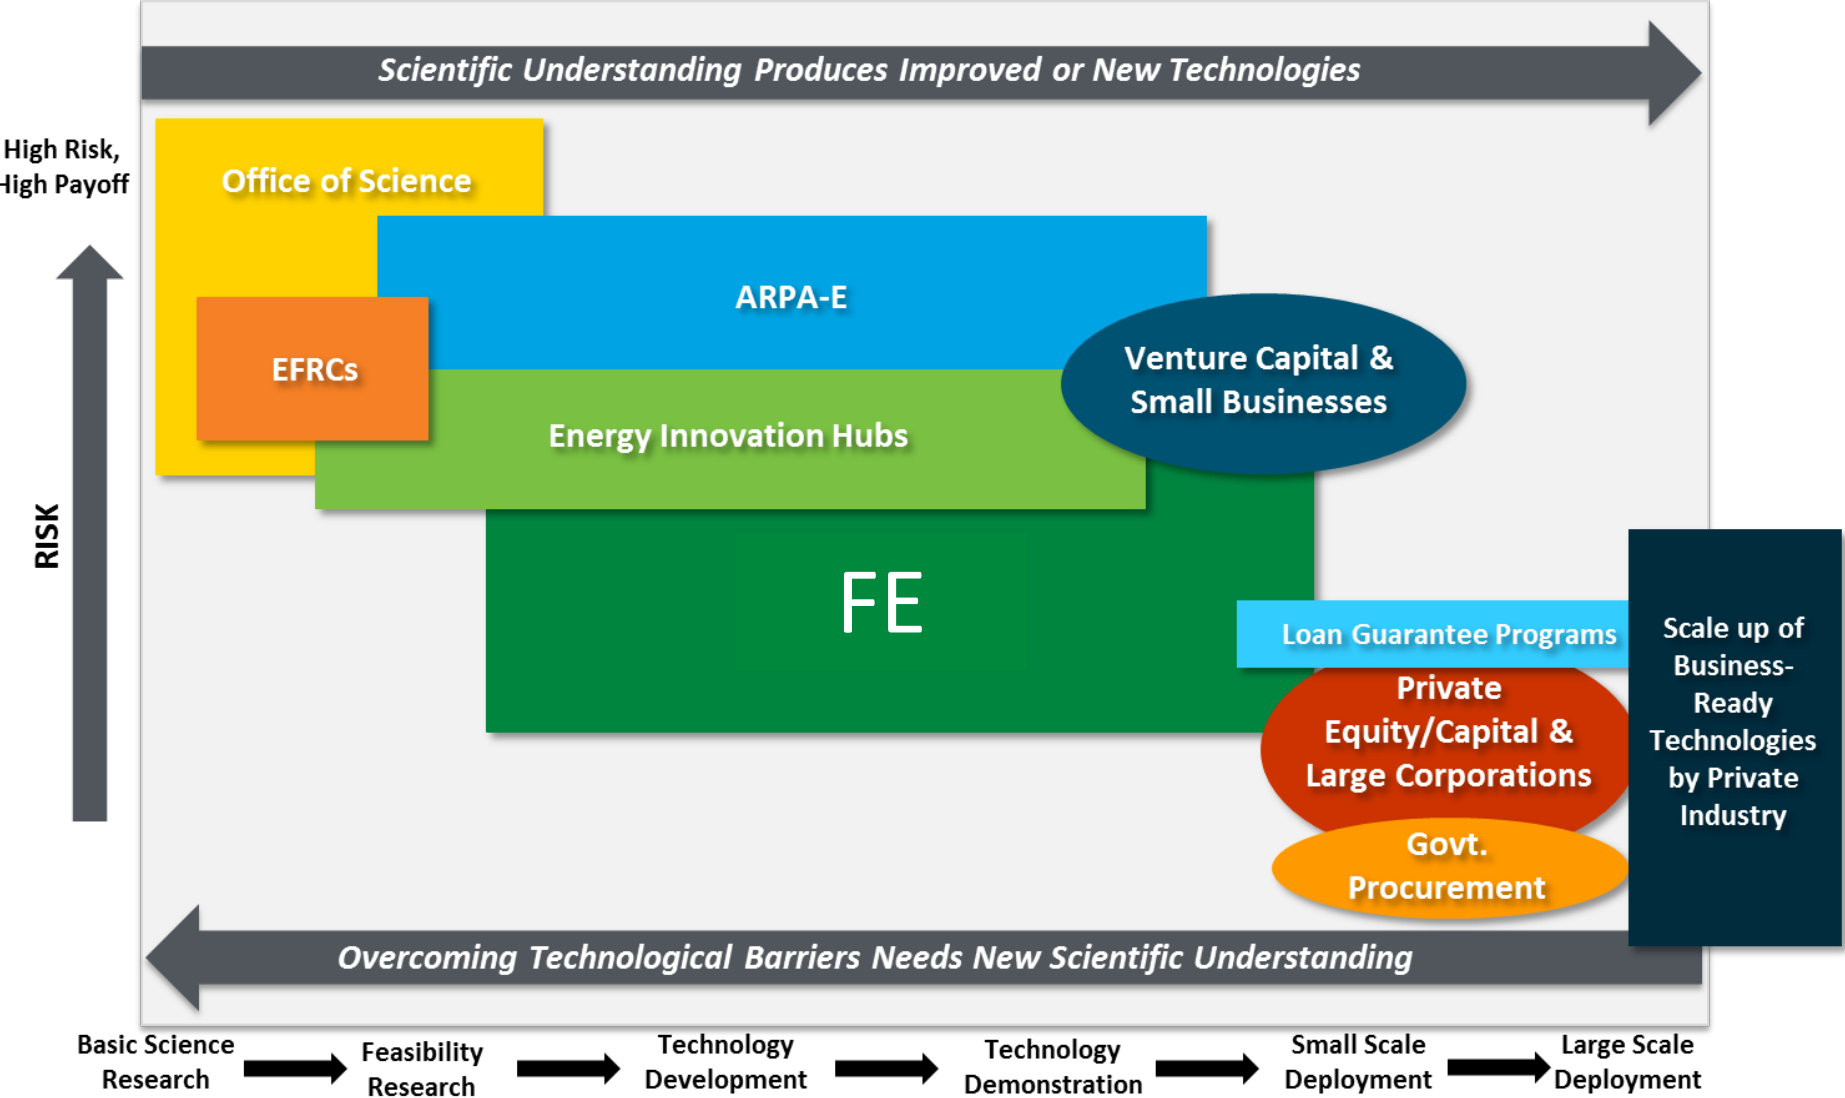 Scientific Understanding Produces Improved or New Technologies
High Risk,
High Payoff
Office of Science
ARPA-E
EFRCs
Venture Capital &
Small Businesses
Energy Innovation Hubs
RISK
FE
Loan Guarantee Programs
Private
Equity/Capital &
Large Corporations
Scale up of
Business-
Ready
Technologies
by Private
Industry
Govt.
Procurement
Overcoming Technological Barriers Needs New Scientific Understanding
Basic Science
Research
Feasibility
Research
Technology
Development
Technology
Demonstration
Small Scale
Deployment
Large Scale
Deployment